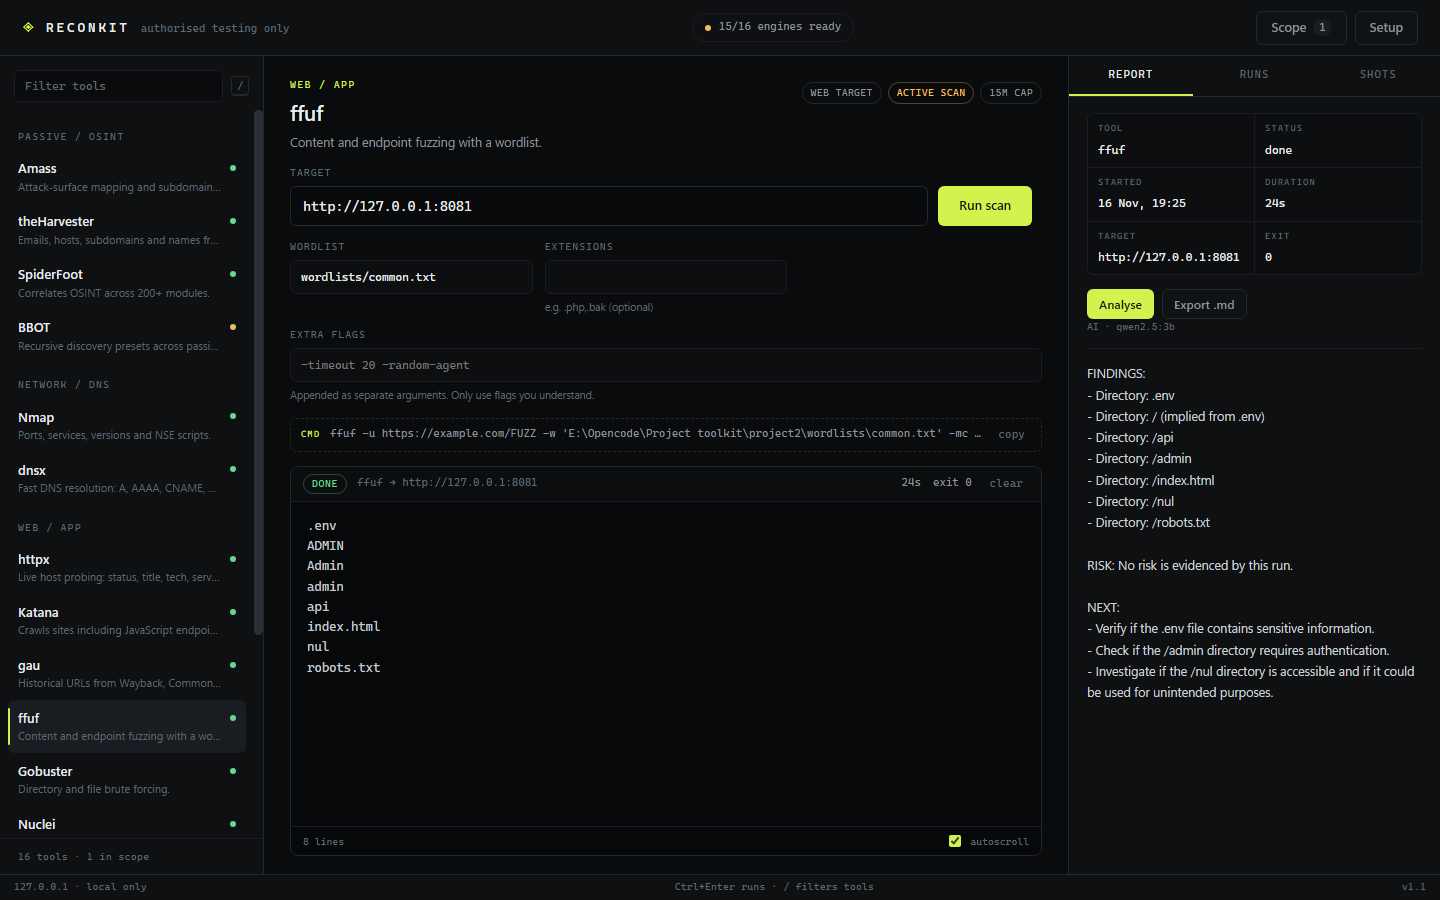 RECONKIT authorised testing only
15/16 engines ready
Scope 1
Setup
Filter tools /
PASSIVE / OSINT
Amass
Attack-surface mapping and subdomain...
theHarvester
Emails, hosts, subdomains and names fr...
SpiderFoot
Correlates OSINT across 200+ modules.
BBOT
Recursive discovery presets across passi...
NETWORK / DNS
Nmap
Ports, services, versions and NSE scripts.
dnsx
Fast DNS resolution: A, AAAA, CNAME, ...
WEB / APP
httpx
Live host probing: status, title, tech, serv...
Katana
Crawls sites including JavaScript endpoi...
gau
Historical URLs from Wayback, Common...
ffuf
Content and endpoint fuzzing with a wo...
Gobuster
Directory and file brute forcing.
Nuclei
16 tools · 1 in scope
WEB / APP
ffuf
Content and endpoint fuzzing with a wordlist.
WEB TARGET
ACTIVE SCAN
15M CAP
TARGET
http://127.0.0.1:8081
Run scan
WORDLIST
wordlists/common.txt
EXTENSIONS
e.g. .php,.bak (optional)
EXTRA FLAGS
-timeout 20 -random-agent
Appended as separate arguments. Only use flags you understand.
CMD ffuf -u https://example.com/FUZZ -w 'E:\Opencode\Project toolkit\project2\wordlists\common.txt' -mc … copy
DONE ffuf → http://127.0.0.1:8081 24s exit 0 clear
.env
ADMIN
Admin
admin
api
index.html
nul
robots.txt
8 lines
autoscroll
REPORT
RUNS
SHOTS
TOOL
ffuf
STATUS
done
STARTED
16 Nov, 19:25
DURATION
24s
TARGET
http://127.0.0.1:8081
EXIT
0
Analyse
Export .md
AI · qwen2.5:3b
FINDINGS:
- Directory: .env
- Directory: / (implied from .env)
- Directory: /api
- Directory: /admin
- Directory: /index.html
- Directory: /nul
- Directory: /robots.txt
RISK: No risk is evidenced by this run.
NEXT:
- Verify if the .env file contains sensitive information.
- Check if the /admin directory requires authentication.
- Investigate if the /nul directory is accessible and if it could
be used for unintended purposes.
127.0.0.1 · local only
Ctrl+Enter runs · / filters tools
v1.1